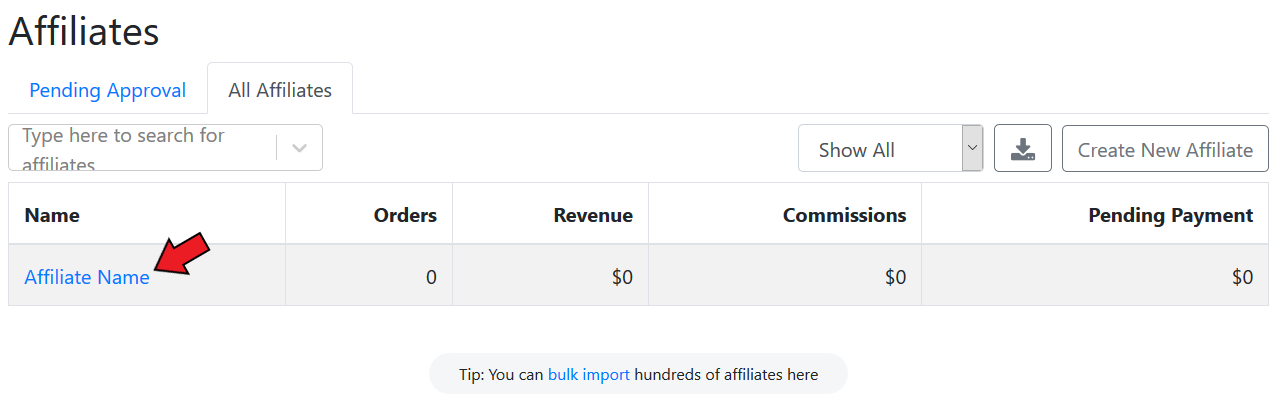 Affiliates
Pending Approval All Affiliates
Type here to search for
affiliates
Show All Create New Affiliate
Name Orders Revenue Commissions Pending Payment
Affiliate Name 0 $0 $0 $0
Tip: You can bulk import hundreds of affiliates here